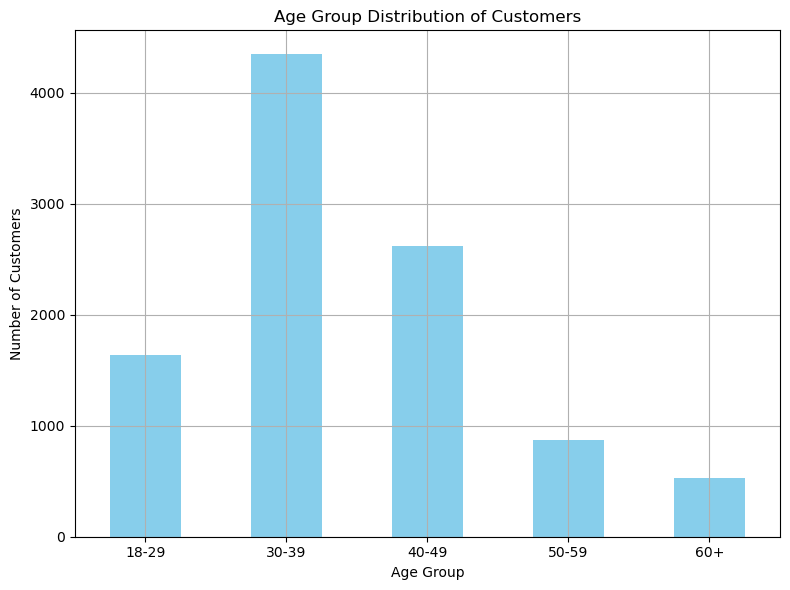 Age Group Distribution of Customers
Number of Customers
4000
3000
2000
1000
0
18-29 30-39 40-49 50-59 60+
Age Group